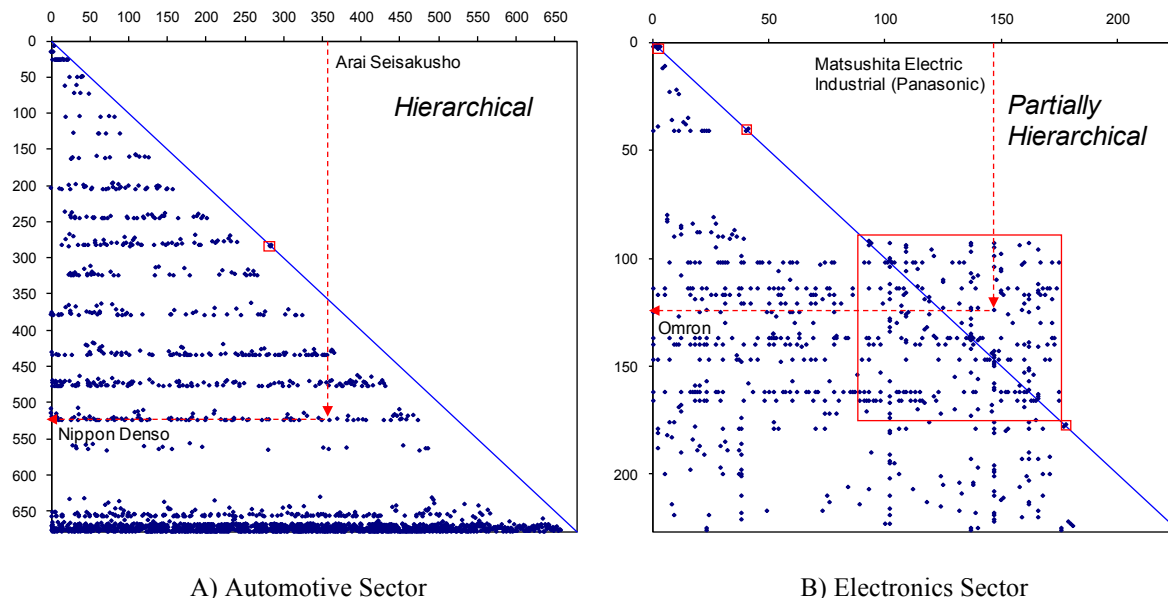 0 50 100 150 200 250 300 350 400 450 500 550 600 650
0
50
100
150
200
250
300
350
400
450
500
550
600
650
Arai Seisakusho
Hierarchical
Nippon Denso
A) Automotive Sector
0 50 100 150 200
0
50
100
150
200
Matsushita Electric
Industrial (Panasonic)
Partially
Hierarchical
Omron
B) Electronics Sector